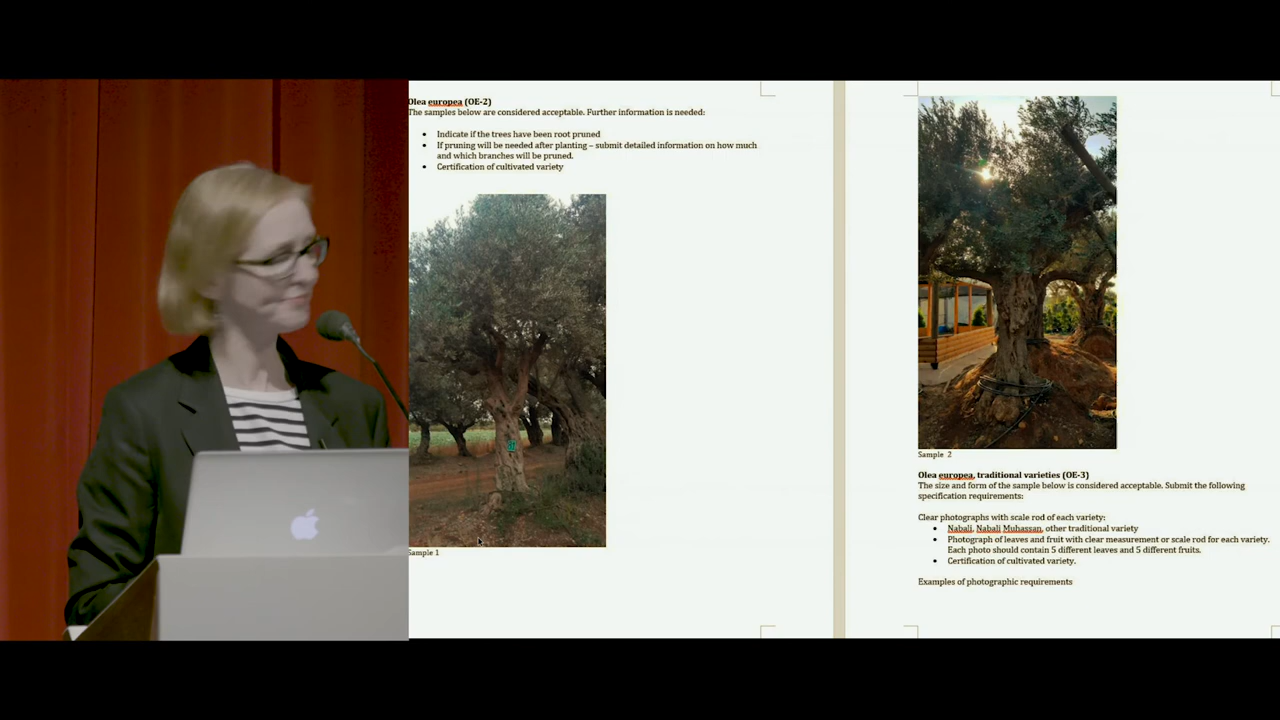 Olea europea (OE-2)
The samples below are considered acceptable. Further information is needed:
• Indicate if the trees have been root pruned
• If pruning will be needed after planting – submit detailed information on how much
and which branches will be pruned.
• Certification of cultivated variety
Sample 1
Sample 2
Olea europea, traditional varieties (OE-3)
The size and form of the sample below is considered acceptable. Submit the following
specification requirements:
Clear photographs with scale rod of each variety:
• Nabali, Nabali Muhassan, other traditional variety
• Photograph of leaves and fruit with clear measurement or scale rod for each variety.
Each photo should contain 5 different leaves and 5 different fruits.
• Certification of cultivated variety.
Examples of photographic requirements